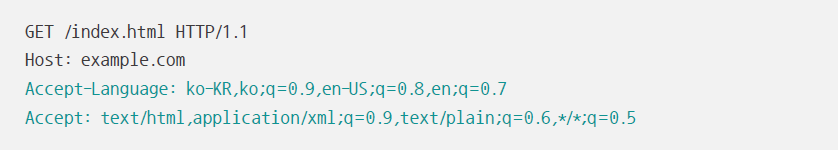 GET /index.html HTTP/1.1
Host: example.com
Accept-Language: ko-KR,ko;q=0.9,en-US;q=0.8,en;q=0.7
Accept: text/html,application/xml;q=0.9,text/plain;q=0.6,*/*;q=0.5